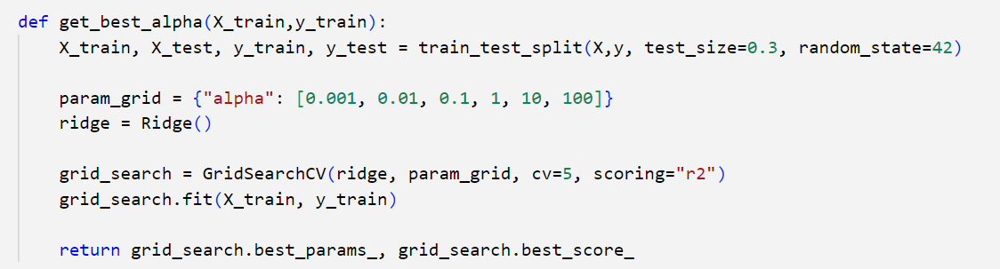 def get_best_alpha(X_train,y_train):
    X_train, X_test, y_train, y_test = train_test_split(X,y, test_size=0.3, random_state=42)
    param_grid = {"alpha": [0.001, 0.01, 0.1, 1, 10, 100]}
    ridge = Ridge()
    grid_search = GridSearchCV(ridge, param_grid, cv=5, scoring="r2")
    grid_search.fit(X_train, y_train)
    return grid_search.best_params_, grid_search.best_score_